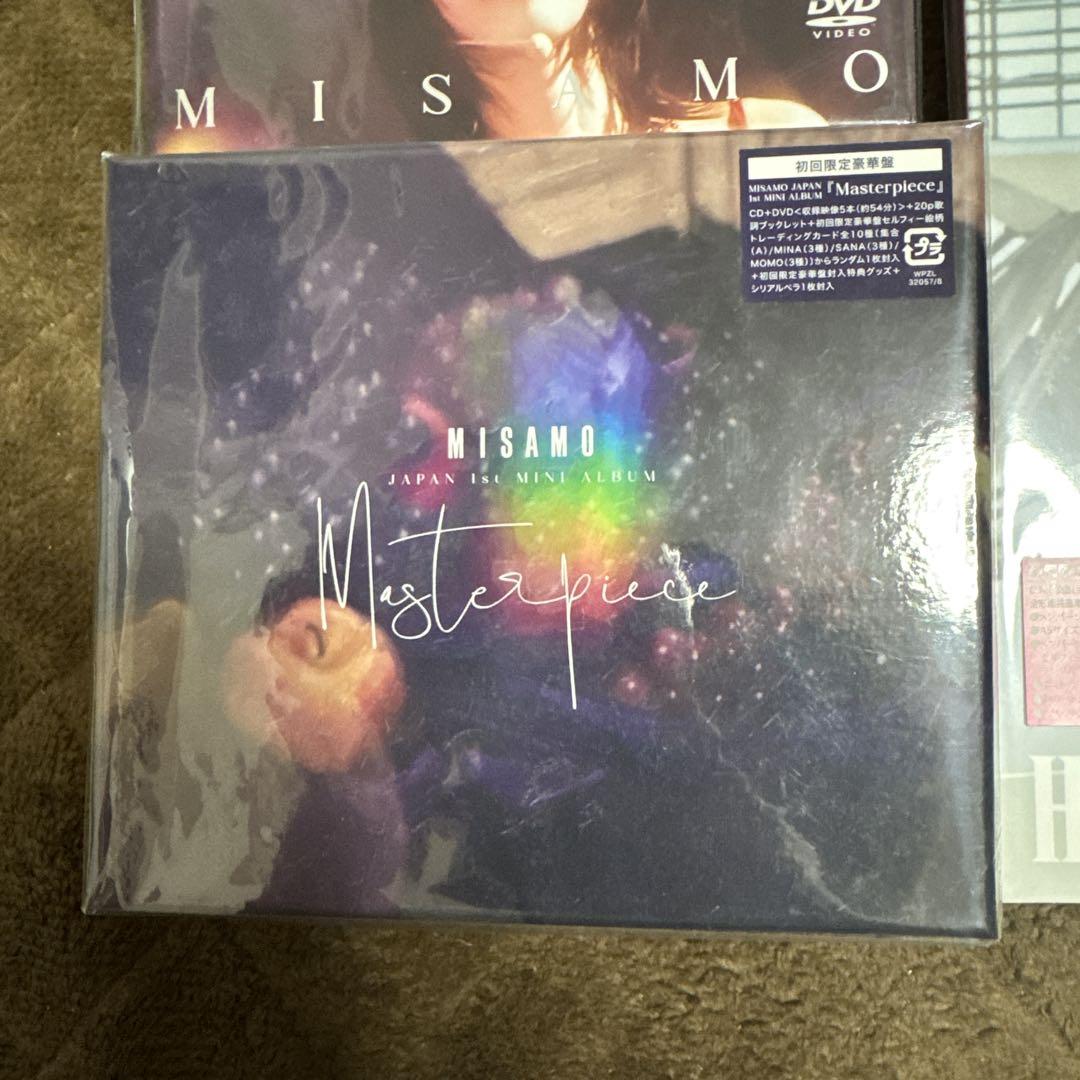 DVD
VIDEO
MISAMO
初回限定豪華盤
MISAMO JAPAN
1st MINI ALBUM『Masterpiece』
CD+DVD<収録映像5本(約54分)>+20p歌
詞ブックレット+初回限定豪華盤セルフィー絵柄
トレーディングカード全10種(集合
(A)/MINA(3種)/SANA(3種)/
MOMO(3種))からランダム1枚封入
+初回限定豪華盤封入特典グッズ+
シリアルペラ1枚封入
プラ
WPZL
32057/8
MISAMO
JAPAN 1st MINI ALBUM
Masterpiece
H